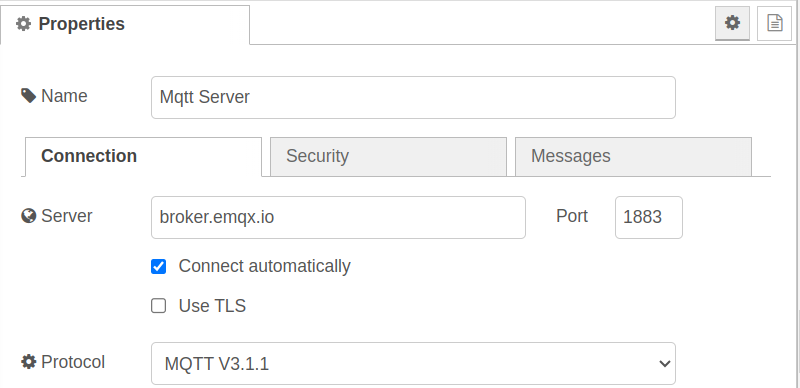 Properties
Name Mqtt Server
Connection Security Messages
Server broker.emqx.io Port 1883
Connect automatically
Use TLS
Protocol MQTT V3.1.1